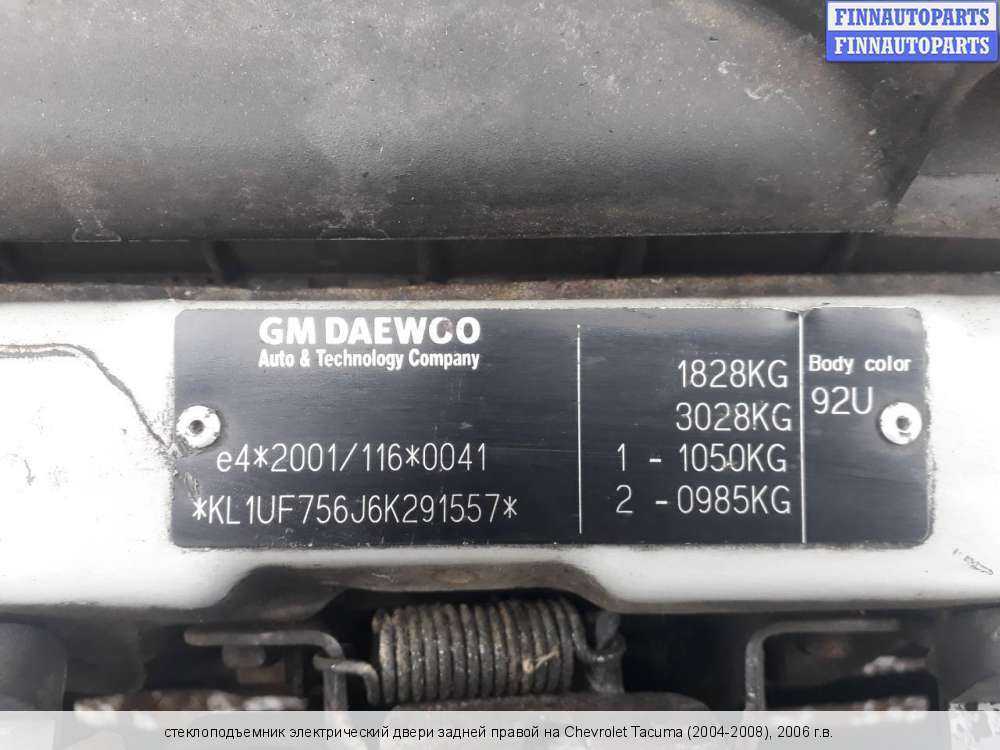 FINNAUTOPARTS
FINNAUTOPARTS
GM DAEWOO
Auto & Technology Company
e4*2001/116*0041
*KL1UF756J6K291557*
1828KG
3028KG
1 - 1050KG
2 - 0985KG
Body color
92U
стеклоподъемник электрический двери задней правой на Chevrolet Tacuma (2004-2008), 2006 г.в.